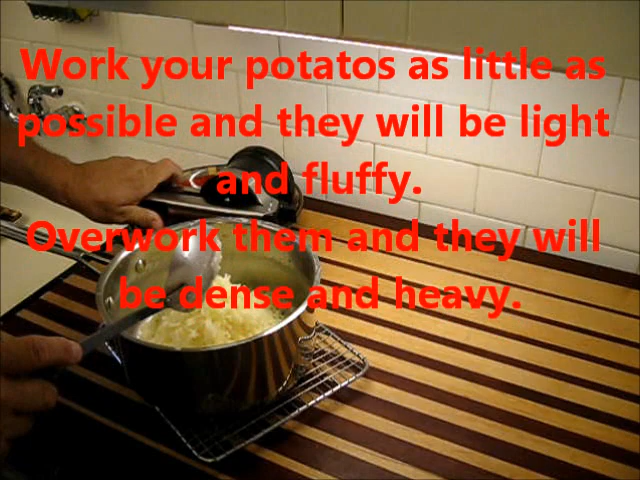 Work your potatos as little as
possible and they will be light
and fluffy.
Overwork them and they will
be dense and heavy.